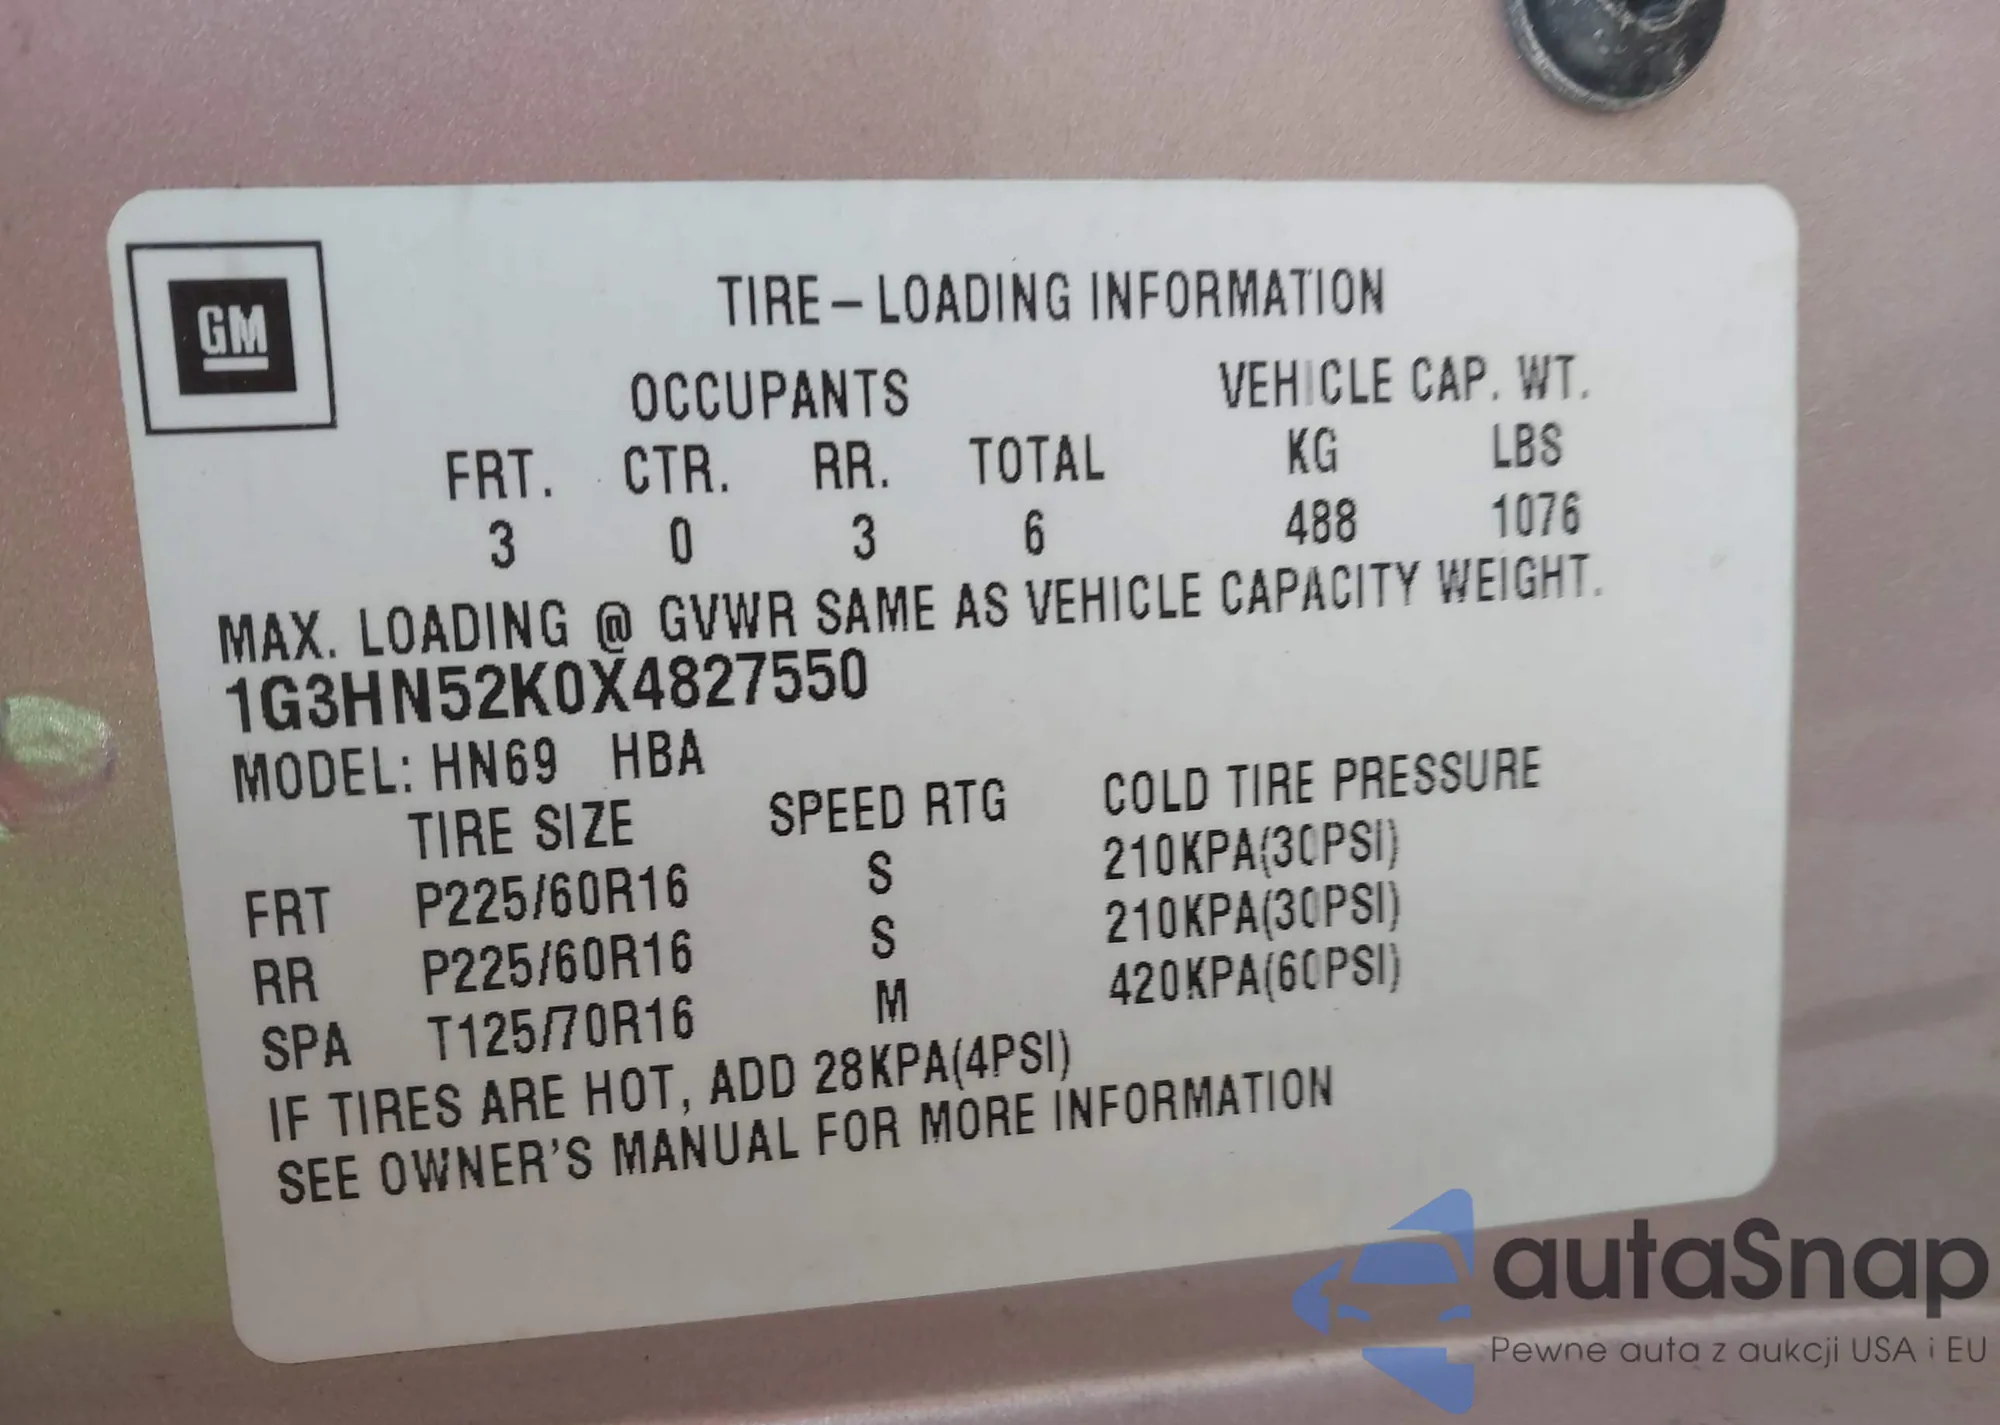 GM
TIRE – LOADING INFORMATION
OCCUPANTS VEHICLE CAP. WT.
FRT. CTR. RR. TOTAL KG LBS
3 0 3 6 488 1076
MAX. LOADING @ GVWR SAME AS VEHICLE CAPACITY WEIGHT.
1G3HN52K0X4827550
MODEL: HN69 HBA
TIRE SIZE SPEED RTG COLD TIRE PRESSURE
FRT P225/60R16 S 210KPA(30PSI)
RR P225/60R16 S 210KPA(30PSI)
SPA T125/70R16 M 420KPA(60PSI)
IF TIRES ARE HOT, ADD 28KPA(4PSI)
SEE OWNER'S MANUAL FOR MORE INFORMATION
autaSnap
Pewne auta z aukcji USA i EU